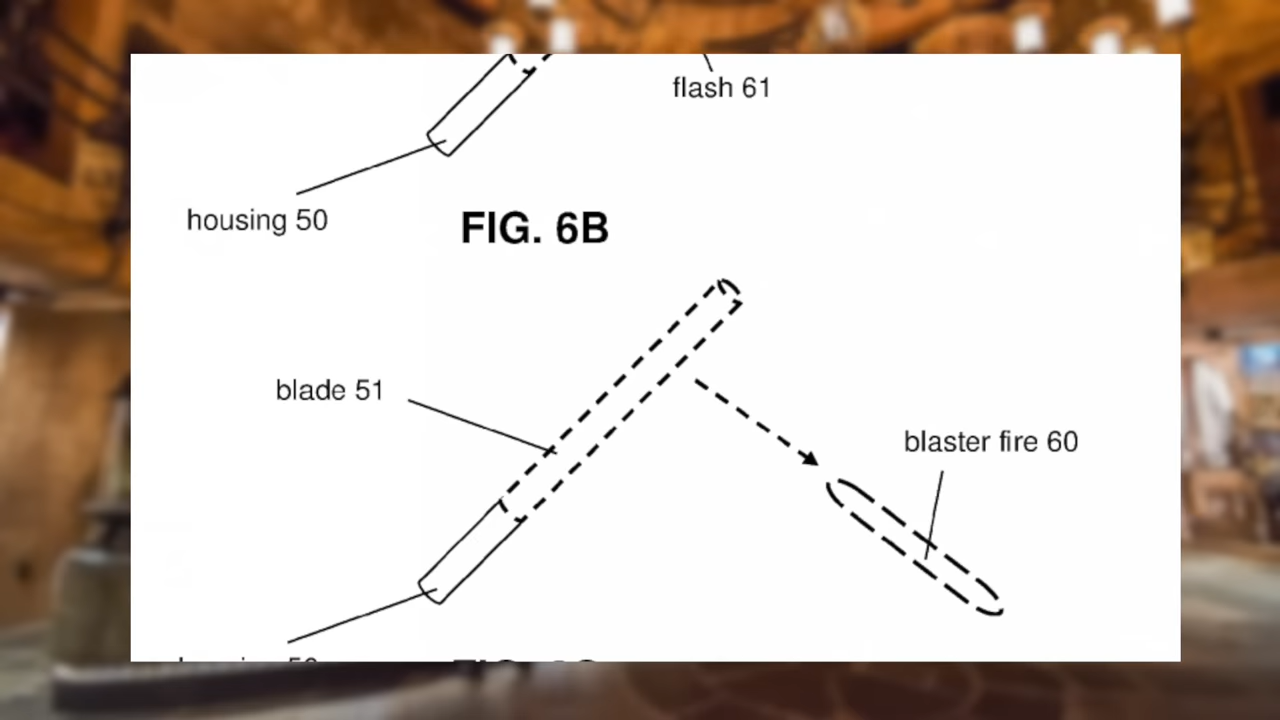 flash 61
housing 50
FIG. 6B
blade 51
blaster fire 60